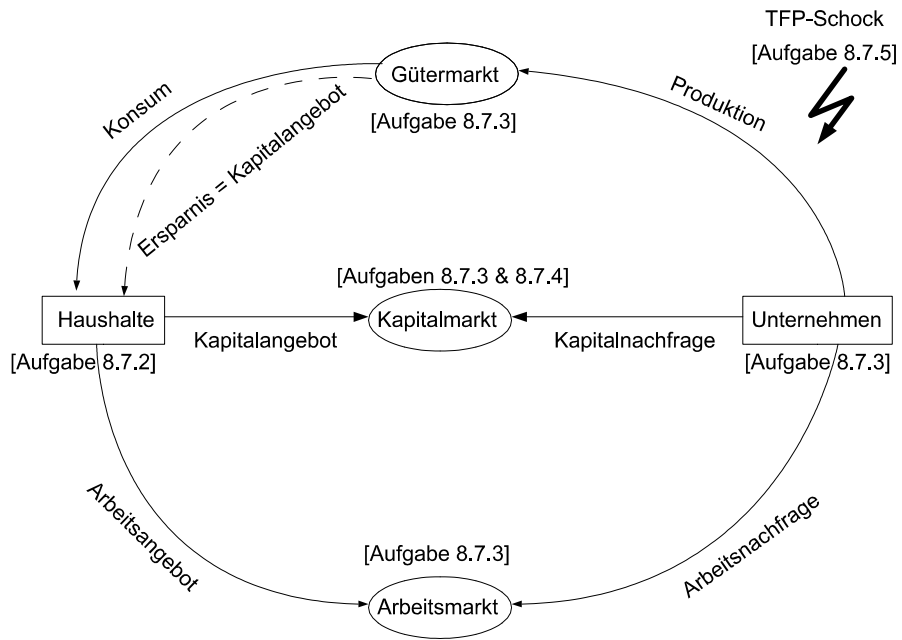 TFP-Schock
[Aufgabe 8.7.5]
Gütermarkt
[Aufgabe 8.7.3]
Konsum
Ersparnis = Kapitalangebot
Produktion
[Aufgaben 8.7.3 & 8.7.4]
Haushalte
Kapitalmarkt
Unternehmen
Kapitalangebot
Kapitalnachfrage
[Aufgabe 8.7.2]
[Aufgabe 8.7.3]
Arbeitsangebot
Arbeitsnachfrage
[Aufgabe 8.7.3]
Arbeitsmarkt